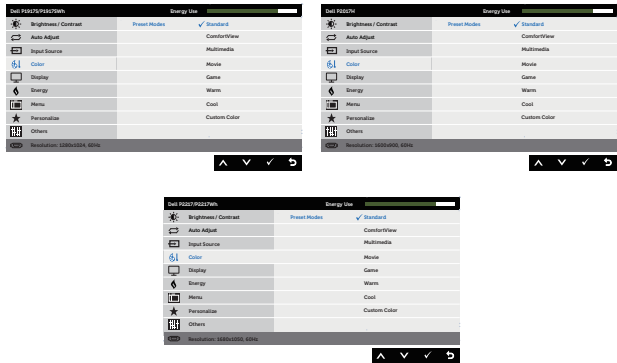 Dell P1917S/P1917SWh Energy Use
Brightness / Contrast Preset Modes ✓ Standard
Auto Adjust ComfortView
Input Source Multimedia
Color Movie
Display Game
Energy Warm
Menu Cool
Personalize Custom Color
Others
Resolution: 1280x1024, 60Hz
Dell P2017H Energy Use
Brightness / Contrast Preset Modes ✓ Standard
Auto Adjust ComfortView
Input Source Multimedia
Color Movie
Display Game
Energy Warm
Menu Cool
Personalize Custom Color
Others
Resolution: 1600x900, 60Hz
Dell P2217/P2217Wh Energy Use
Brightness / Contrast Preset Modes ✓ Standard
Auto Adjust ComfortView
Input Source Multimedia
Color Movie
Display Game
Energy Warm
Menu Cool
Personalize Custom Color
Others
Resolution: 1680x1050, 60Hz